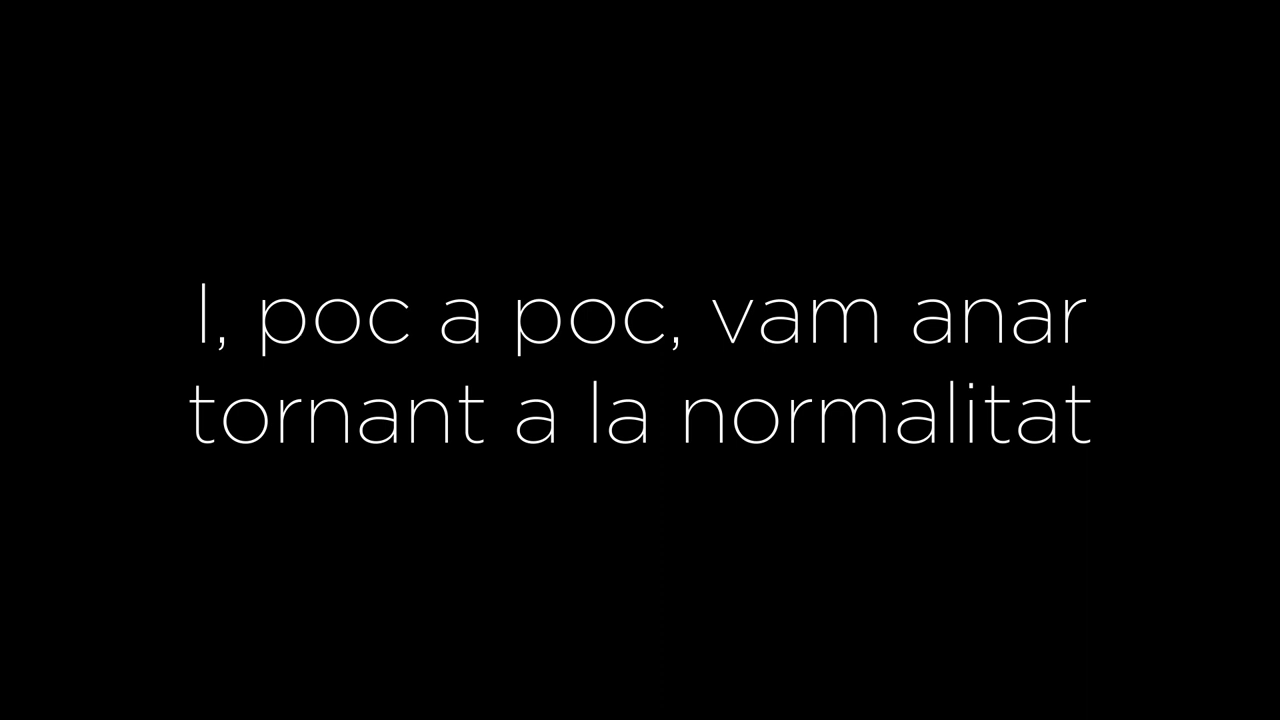 I, poc a poc, vam anar
tornant a la normalitat